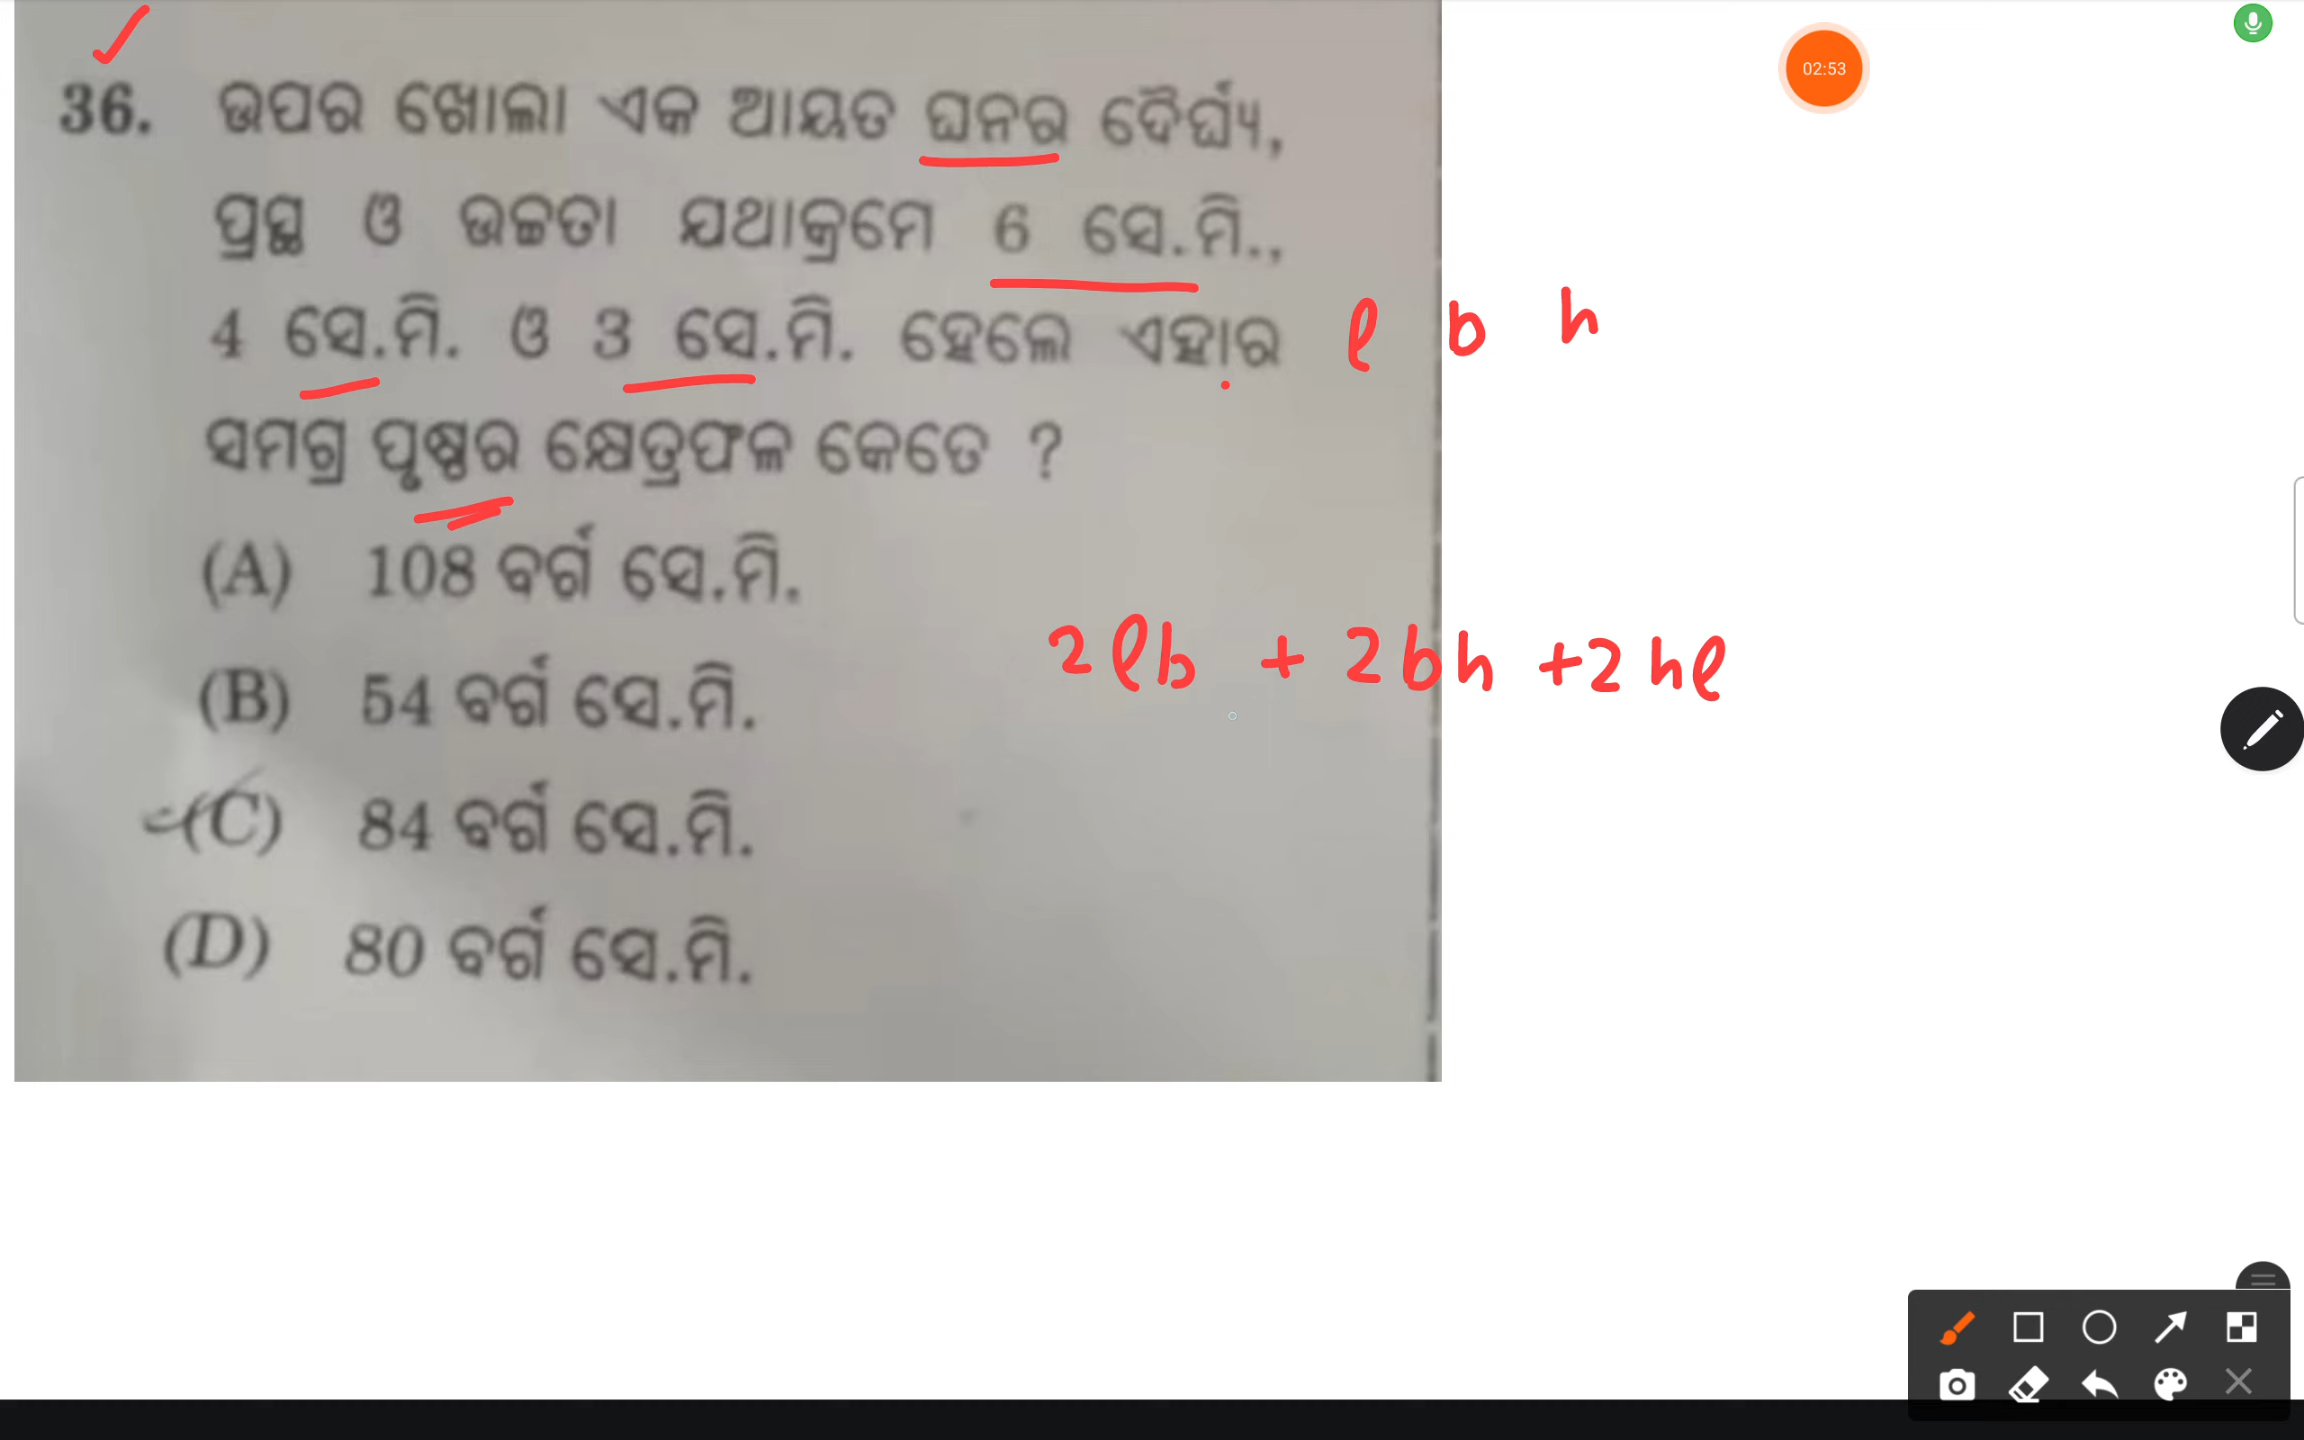 02:53
36. ଉପର ଖୋଲା ଏକ ଆୟତ ଘନର ଦୈର୍ଘ୍ୟ,
ପ୍ରସ୍ଥ ଓ ଉଚ୍ଚତା ଯଥାକ୍ରମେ 6 ସେ.ମି.,
4 ସେ.ମି. ଓ 3 ସେ.ମି. ହେଲେ ଏହାର
l b h
ସମଗ୍ର ପୃଷ୍ଠର କ୍ଷେତ୍ରଫଳ କେତେ ?
(A) 108 ବର୍ଗ ସେ.ମି.
2lb + 2bh + 2hl
(B) 54 ବର୍ଗ ସେ.ମି.
(C) 84 ବର୍ଗ ସେ.ମି.
(D) 80 ବର୍ଗ ସେ.ମି.